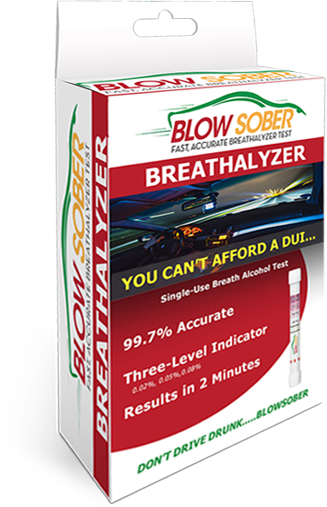 BLOW SOBER
FAST, ACCURATE BREATHALYZER TEST
BREATHALYZER
YOU CAN'T AFFORD A DUI...
Single-Use Breath Alcohol Test
99.7% Accurate
Three-Level Indicator
0.02%, 0.05%, 0.08%
Results in 2 Minutes
DON'T DRIVE DRUNK.....BLOWSOBER
BLOW SOBER
FAST, ACCURATE BREATHALYZER TEST
BREATHALYZER